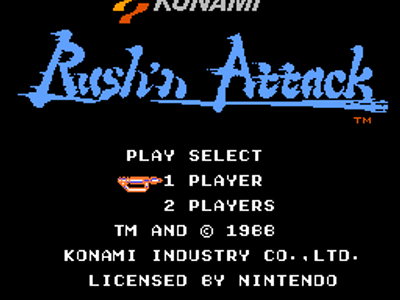 KONAMI
Rush'n Attack
TM
PLAY SELECT
1 PLAYER
2 PLAYERS
TM AND © 1988
KONAMI INDUSTRY CO.,LTD.
LICENSED BY NINTENDO